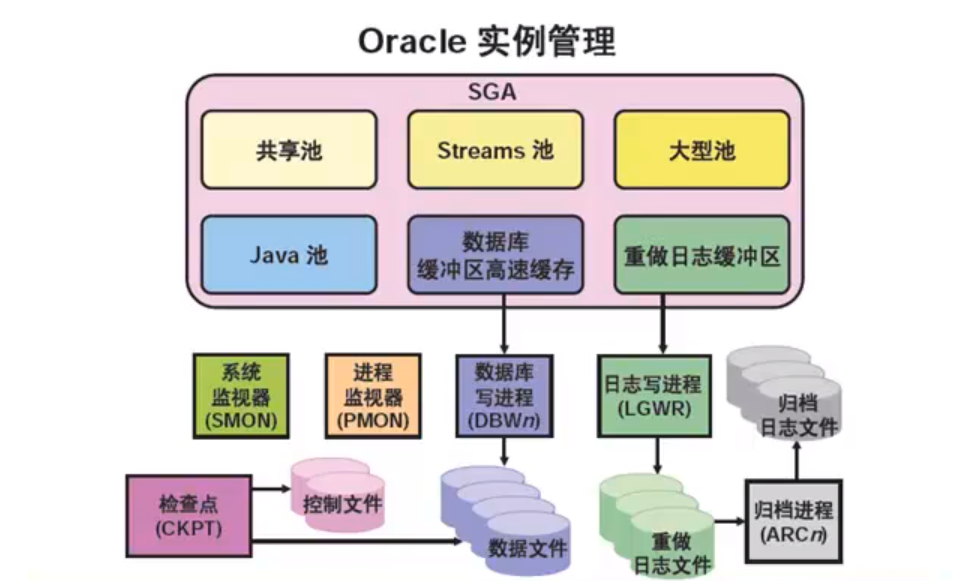 Oracle 实例管理
SGA
共享池
Streams 池
大型池
Java 池
数据库
缓冲区高速缓存
重做日志缓冲区
系统
监视器
(SMON)
进程
监视器
(PMON)
数据库
写进程
(DBWn)
日志写进程
(LGWR)
归档
日志文件
检查点
(CKPT)
控制文件
数据文件
重做
日志文件
归档进程
(ARCn)